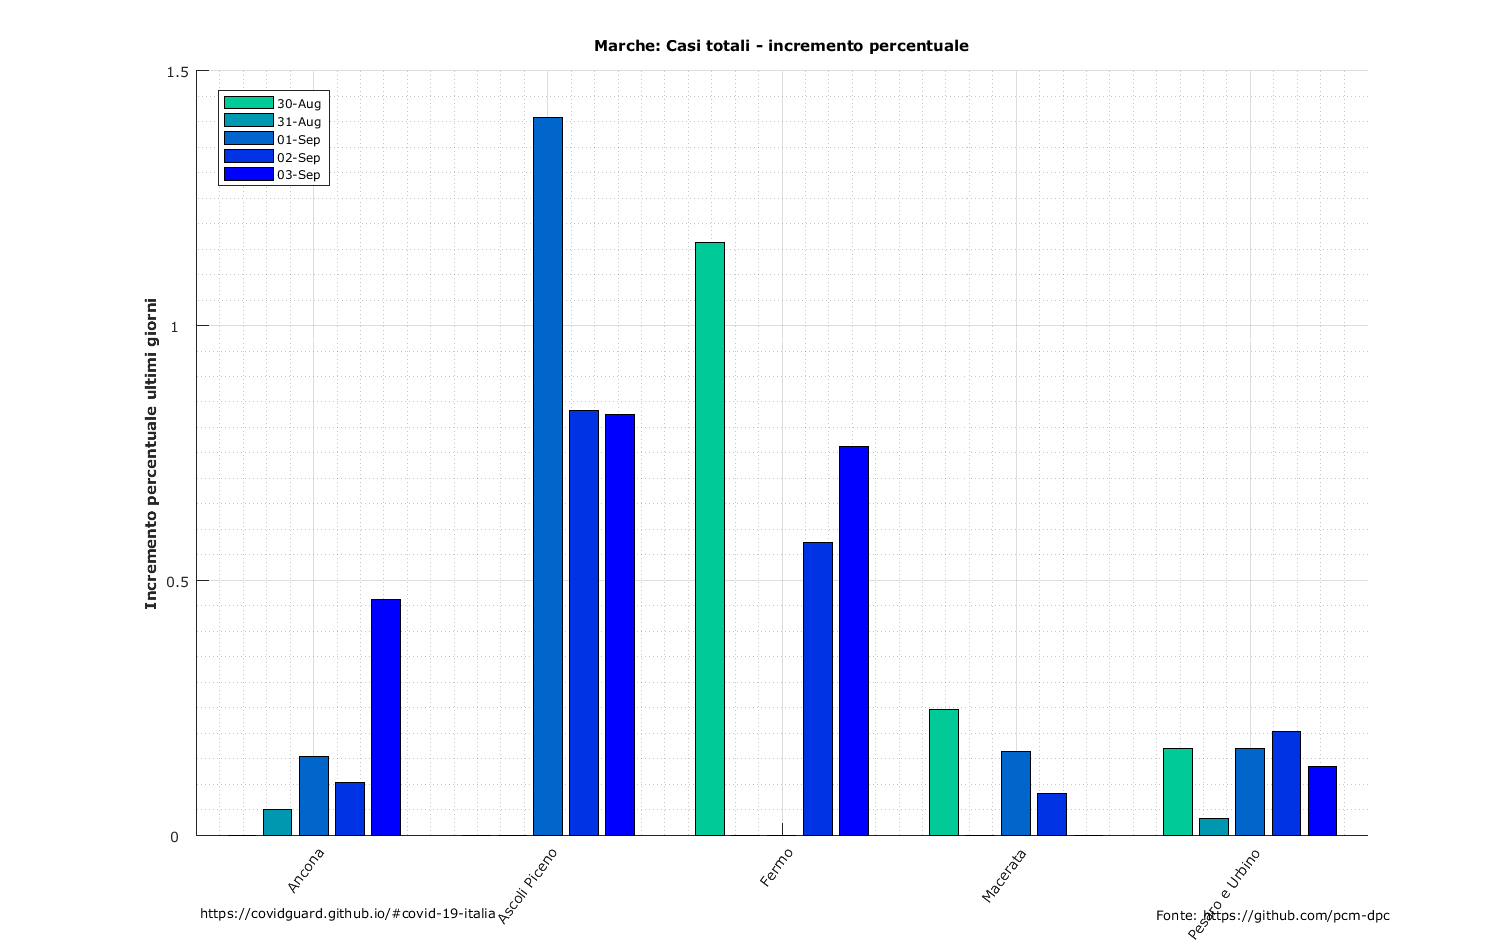 Marche: Casi totali - incremento percentuale
1.5
30-Aug
31-Aug
01-Sep
02-Sep
03-Sep
Incremento percentuale ultimi giorni
1
0.5
0
Ancona
Ascoli Piceno
Fermo
Macerata
Pesaro e Urbino
https://covidguard.github.io/#covid-19-italia
Fonte: https://github.com/pcm-dpc